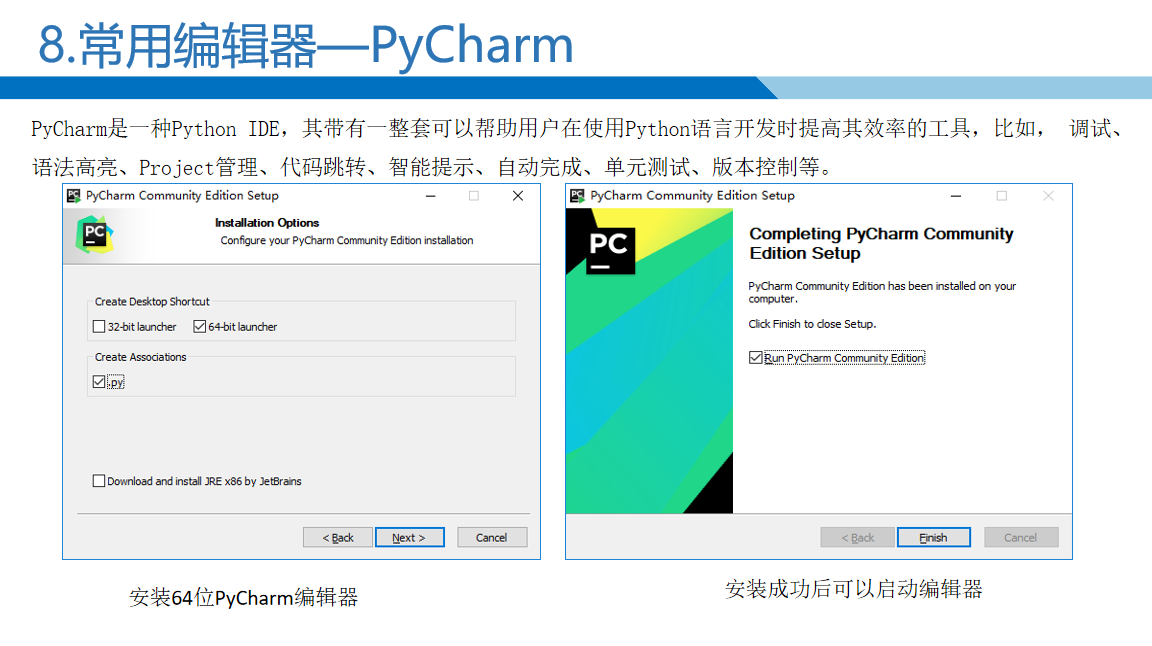 8.常用编辑器—PyCharm
PyCharm是一种Python IDE，其带有一整套可以帮助用户在使用Python语言开发时提高其效率的工具，比如， 调试、
语法高亮、Project管理、代码跳转、智能提示、自动完成、单元测试、版本控制等。
PC PyCharm Community Edition Setup
PC
Installation Options
Configure your PyCharm Community Edition installation
Create Desktop Shortcut
32-bit launcher 64-bit launcher
Create Associations
.py
Download and install JRE x86 by JetBrains
< Back Next > Cancel
安装64位PyCharm编辑器
PC PyCharm Community Edition Setup
PC
Completing PyCharm Community
Edition Setup
PyCharm Community Edition has been installed on your
computer.
Click Finish to close Setup.
Run PyCharm Community Edition
< Back Finish Cancel
安装成功后可以启动编辑器